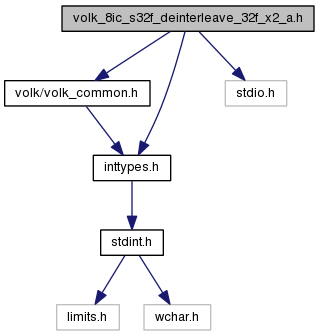 volk_8ic_s32f_deinterleave_32f_x2_a.h
volk/volk_common.h
stdio.h
inttypes.h
stdint.h
limits.h
wchar.h